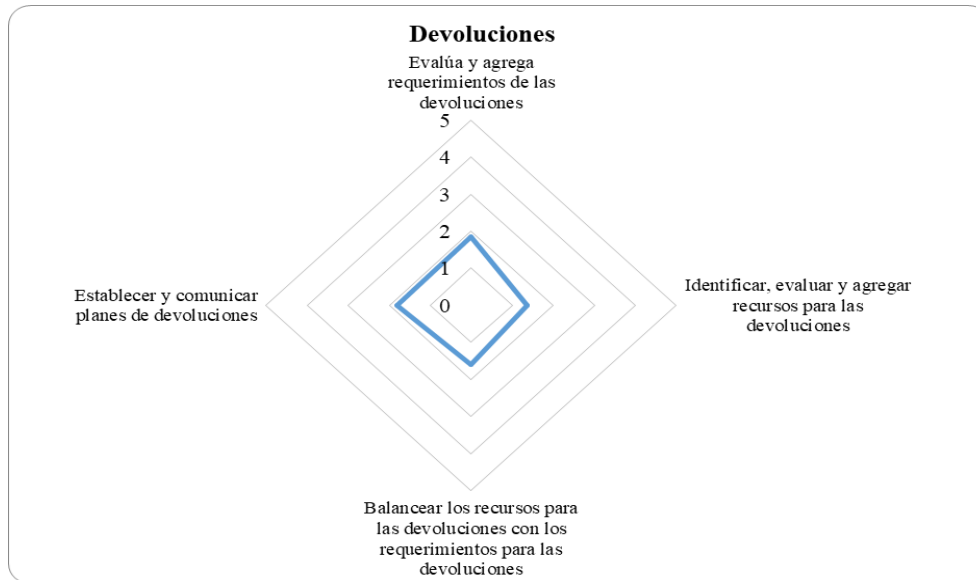 Devoluciones
Evalúa y agrega
requerimientos de las
devoluciones
5
4
3
2
1
0
Establecer y comunicar
planes de devoluciones
Identificar, evaluar y agregar
recursos para las
devoluciones
Balancear los recursos para
las devoluciones con los
requerimientos para las
devoluciones